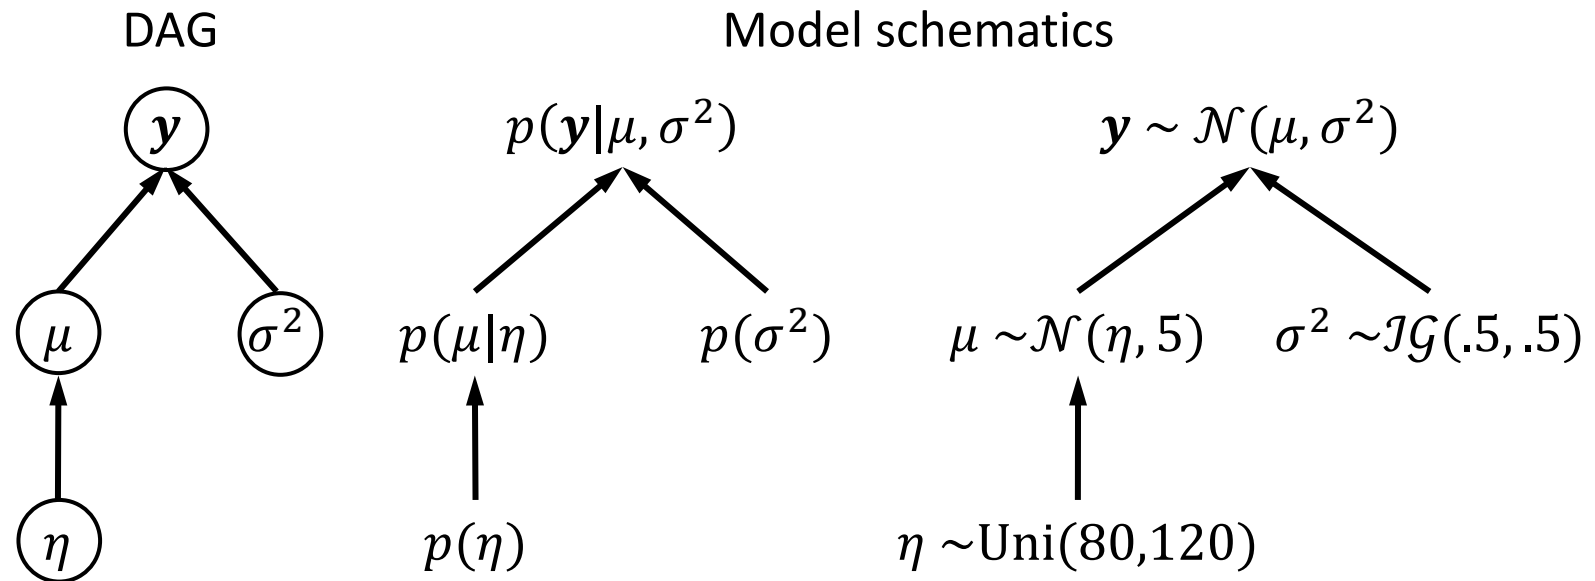 DAG Model schematics
𝒚 p(𝒚|μ, σ²) 𝒚 ~ 𝒩(μ, σ²)
μ σ² p(μ|η) p(σ²) μ ~𝒩(η, 5) σ² ~ℐ𝒢(.5, .5)
η p(η) η ~Uni(80,120)